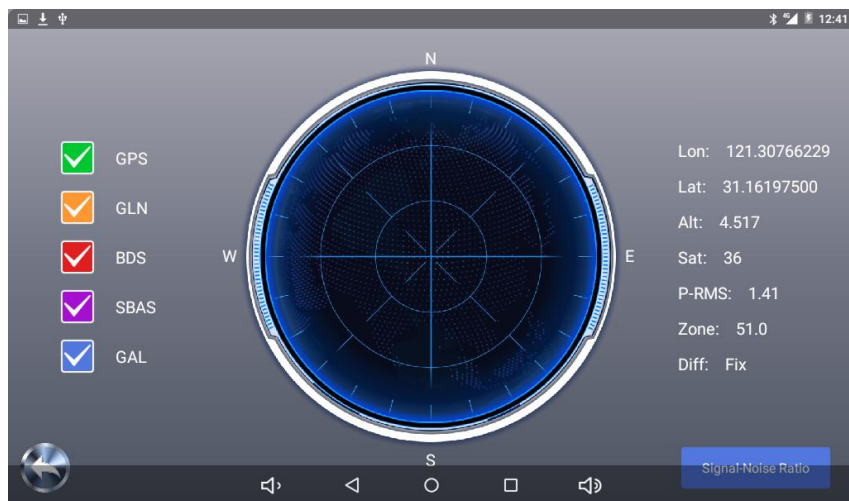 4G 12:41
N
GPS
GLN
BDS
SBAS
GAL
W
E
S
Lon: 121.30766229
Lat: 31.16197500
Alt: 4.517
Sat: 36
P-RMS: 1.41
Zone: 51.0
Diff: Fix
Signal-Noise Ratio